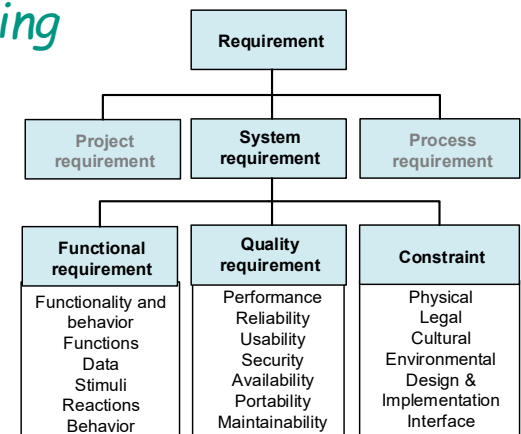 ing
Requirement
Project
requirement
System
requirement
Process
requirement
Functional
requirement
Quality
requirement
Constraint
Functionality and
behavior
Functions
Data
Stimuli
Reactions
Behavior
Performance
Reliability
Usability
Security
Availability
Portability
Maintainability
Physical
Legal
Cultural
Environmental
Design &
Implementation
Interface